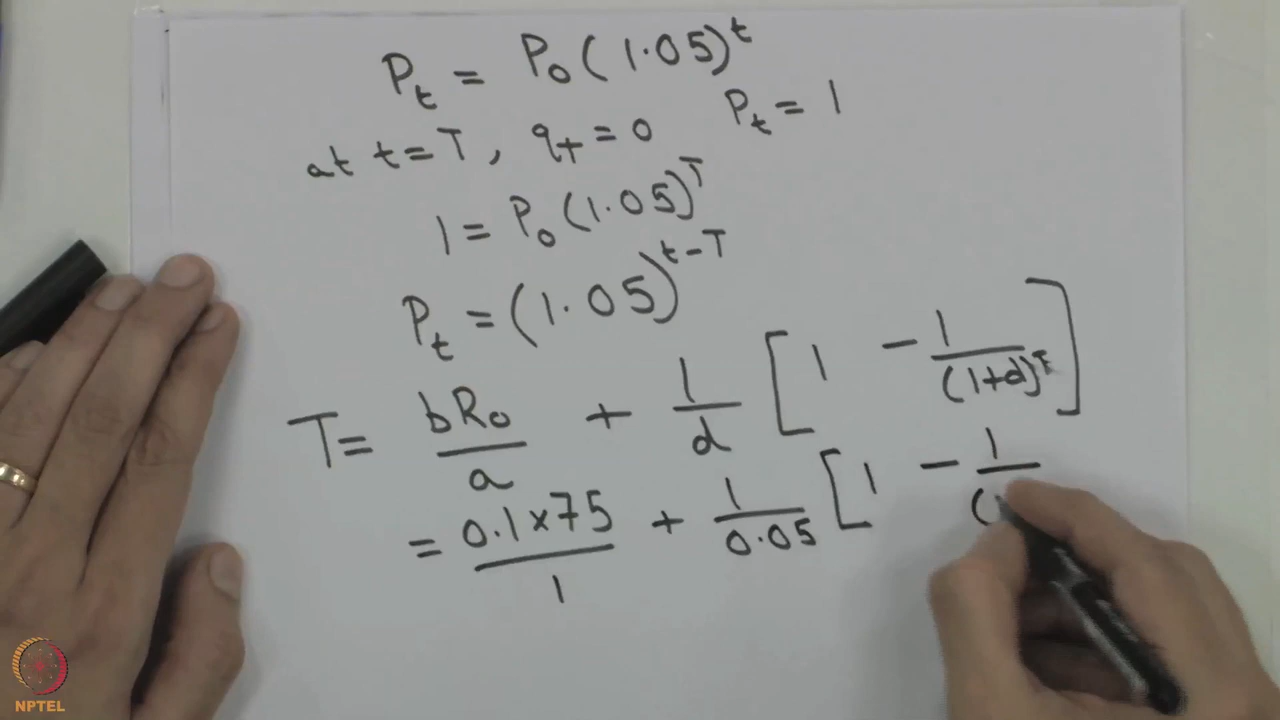 Pt = P0 (1.05)^t
at t=T, qT = 0 Pt = 1
1 = P0 (1.05)^T
Pt = (1.05)^t-T
T = bR0/a + 1/d [1 - 1/(1+d)^T]
= 0.1×75/1 + 1/0.05 [1 - 1/(
NPTEL